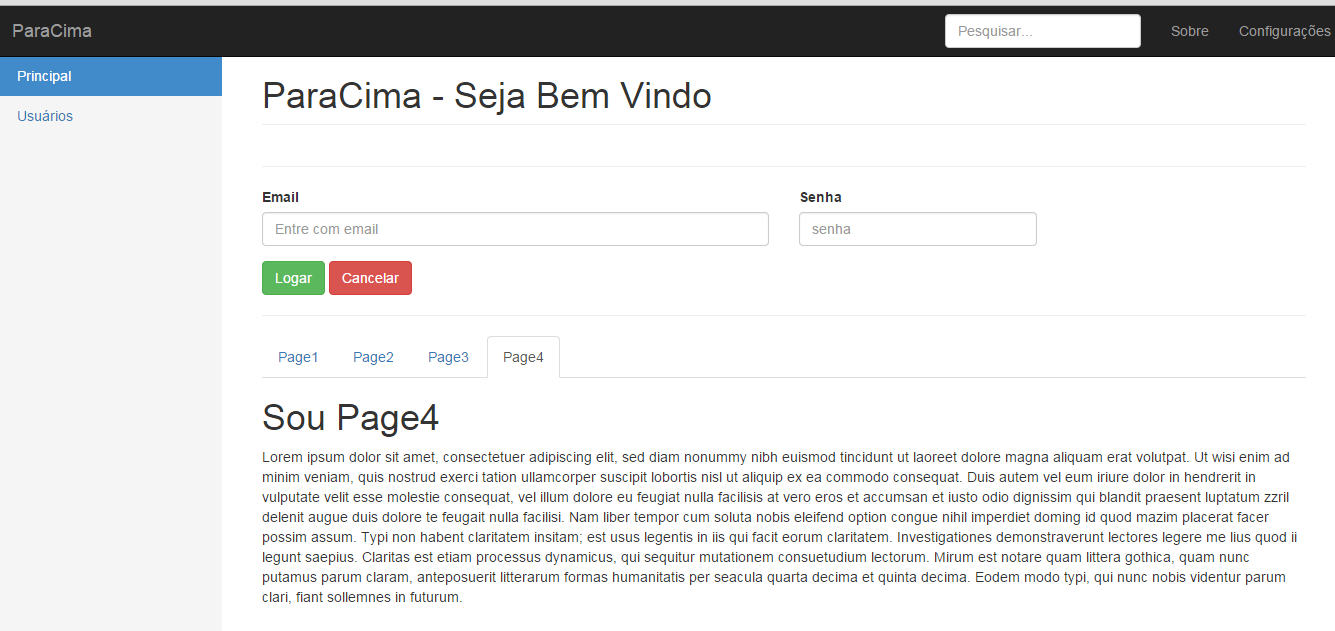 ParaCima
Pesquisar...
Sobre
Configurações
Principal
Usuários
ParaCima - Seja Bem Vindo
Email
Senha
Entre com email
senha
Logar
Cancelar
Page1
Page2
Page3
Page4
Sou Page4
Lorem ipsum dolor sit amet, consectetuer adipiscing elit, sed diam nonummy nibh euismod tincidunt ut laoreet dolore magna aliquam erat volutpat. Ut wisi enim ad
minim veniam, quis nostrud exerci tation ullamcorper suscipit lobortis nisl ut aliquip ex ea commodo consequat. Duis autem vel eum iriure dolor in hendrerit in
vulputate velit esse molestie consequat, vel illum dolore eu feugiat nulla facilisis at vero eros et accumsan et iusto odio dignissim qui blandit praesent luptatum zzril
delenit augue duis dolore te feugait nulla facilisi. Nam liber tempor cum soluta nobis eleifend option congue nihil imperdiet doming id quod mazim placerat facer
possim assum. Typi non habent claritatem insitam; est usus legentis in iis qui facit eorum claritatem. Investigationes demonstraverunt lectores legere me lius quod ii
legunt saepius. Claritas est etiam processus dynamicus, qui sequitur mutationem consuetudium lectorum. Mirum est notare quam littera gothica, quam nunc
putamus parum claram, anteposuerit litterarum formas humanitatis per seacula quarta decima et quinta decima. Eodem modo typi, qui nunc nobis videntur parum
clari, fiant sollemnes in futurum.